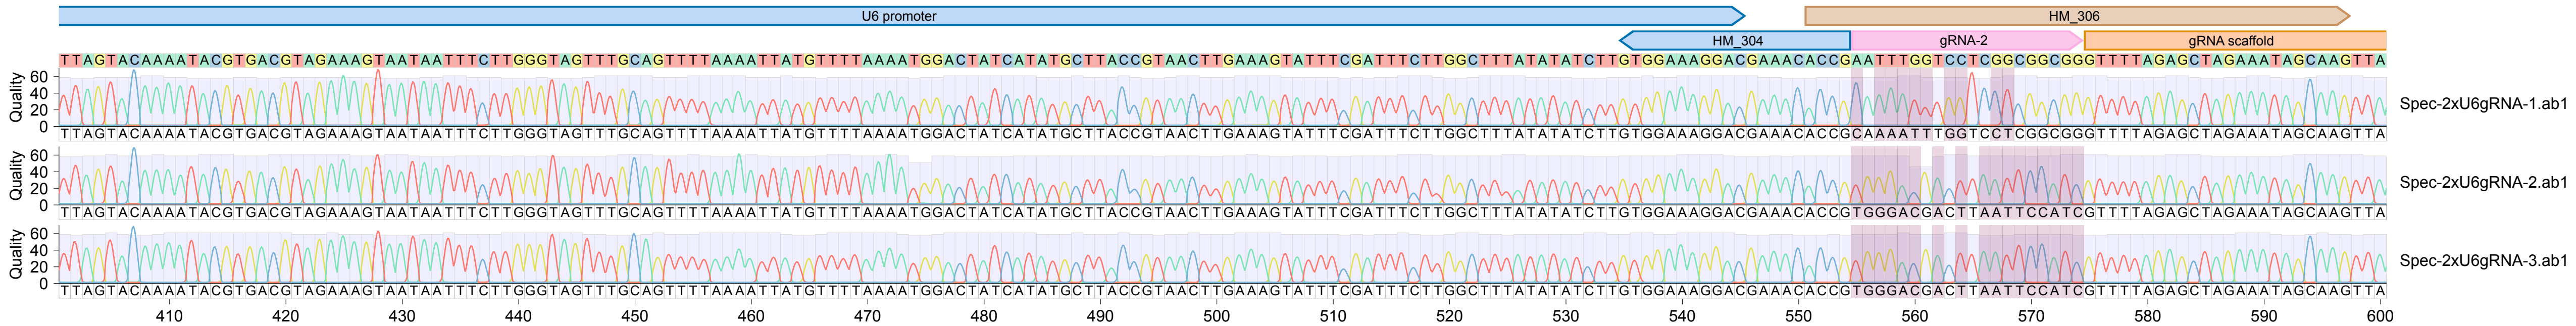 U6 promoter
HM_306
HM_304
gRNA-2
gRNA scaffold
TTAGTACAAAATACGTGACGTAGAAAGTAATAATTTCTTGGGTAGTTTGCAGTTTTAAAATTATGTTTTAAAATGGACTATCATATGCTTACCGTAACTTGAAAGTATTTCGATTTCTTGGCTTTATATATCTTGTGGAAAGGACGAAACACCGAATTTGGTCCTCGGCGGCGGGTTTTAGAGCTAGAAATAGCAAGTTA
Quality
60
40
20
0
Spec-2xU6gRNA-1.ab1
TTAGTACAAAATACGTGACGTAGAAAGTAATAATTTCTTGGGTAGTTTGCAGTTTTAAAATTATGTTTTAAAATGGACTATCATATGCTTACCGTAACTTGAAAGTATTTCGATTTCTTGGCTTTATATATCTTGTGGAAAGGACGAAACACCGCAAAATTTGGTCCTCGGCGGGTTTTAGAGCTAGAAATAGCAAGTTA
Quality
60
40
20
0
Spec-2xU6gRNA-2.ab1
TTAGTACAAAATACGTGACGTAGAAAGTAATAATTTCTTGGGTAGTTTGCAGTTTTAAAATTATGTTTTAAAATGGACTATCATATGCTTACCGTAACTTGAAAGTATTTCGATTTCTTGGCTTTATATATCTTGTGGAAAGGACGAAACACCGTGGGACGACTTAATTCCATCGTTTTAGAGCTAGAAATAGCAAGTTA
Quality
60
40
20
0
Spec-2xU6gRNA-3.ab1
TTAGTACAAAATACGTGACGTAGAAAGTAATAATTTCTTGGGTAGTTTGCAGTTTTAAAATTATGTTTTAAAATGGACTATCATATGCTTACCGTAACTTGAAAGTATTTCGATTTCTTGGCTTTATATATCTTGTGGAAAGGACGAAACACCGTGGGACGACTTAATTCCATCGTTTTAGAGCTAGAAATAGCAAGTTA
410 420 430 440 450 460 470 480 490 500 510 520 530 540 550 560 570 580 590 600